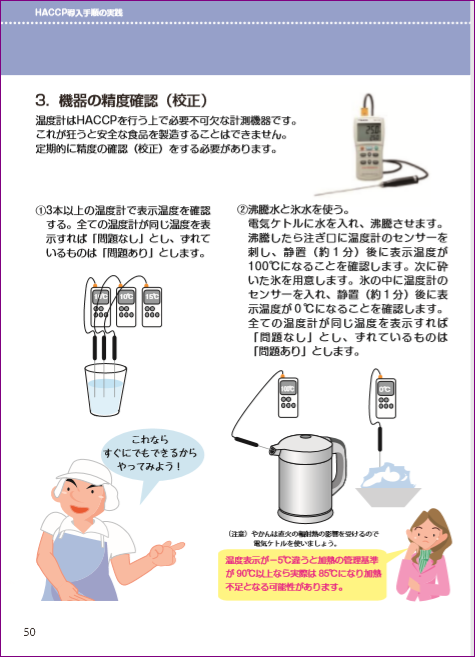 HACCP導入手順の実践
3．機器の精度確認（校正）
温度計はHACCPを行う上で必要不可欠な計測機器です。
これが狂うと安全な食品を製造することはできません。
定期的に精度の確認（校正）をする必要があります。
①3本以上の温度計で表示温度を確認
する。全ての温度計が同じ温度を表
示すれば「問題なし」とし、ずれて
いるものは「問題あり」とします。
②沸騰水と氷水を使う。
電気ケトルに水を入れ、沸騰させます。
沸騰したら注ぎ口に温度計のセンサーを
刺し、静置（約１分）後に表示温度が
100℃になることを確認します。次に砕
いた氷を用意します。氷の中に温度計の
センサーを入れ、静置（約１分）後に表
示温度が０℃になることを確認します。
全ての温度計が同じ温度を表示すれば
「問題なし」とし、ずれているものは
「問題あり」とします。
10℃ 10℃ 15℃
100℃
0℃
これなら
すぐにでもできるから
やってみよう！
（注意）やかんは直火の輻射熱の影響を受けるので
電気ケトルを使いましょう。
温度表示が－5℃違うと加熱の管理基準
が 90℃以上なら実際は 85℃になり加熱
不足となる可能性があります。
50